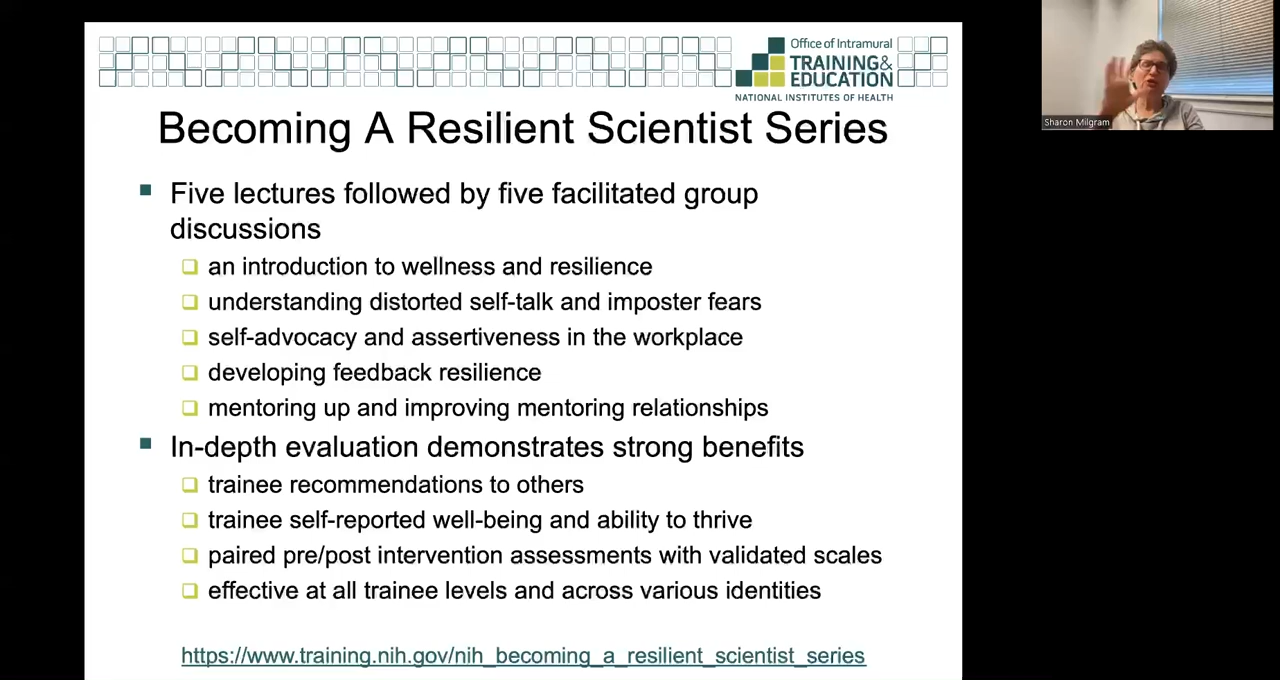 Office of Intramural
TRAINING&
EDUCATION
NATIONAL INSTITUTES OF HEALTH
Sharon Milgram
Becoming A Resilient Scientist Series
Five lectures followed by five facilitated group
discussions
an introduction to wellness and resilience
understanding distorted self-talk and imposter fears
self-advocacy and assertiveness in the workplace
developing feedback resilience
mentoring up and improving mentoring relationships
In-depth evaluation demonstrates strong benefits
trainee recommendations to others
trainee self-reported well-being and ability to thrive
paired pre/post intervention assessments with validated scales
effective at all trainee levels and across various identities
https://www.training.nih.gov/nih_becoming_a_resilient_scientist_series